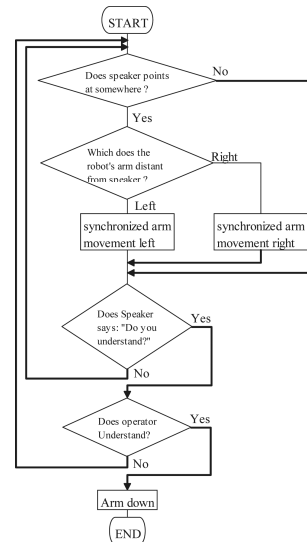 START
Does speaker points
at somewhere ?
No
Yes
Which does the
robot's arm distant
from speaker ?
Right
Left
synchronized arm
movement left
synchronized arm
movement right
Does Speaker
says: "Do you
understand?"
Yes
No
Does operator
Understand?
Yes
No
Arm down
END